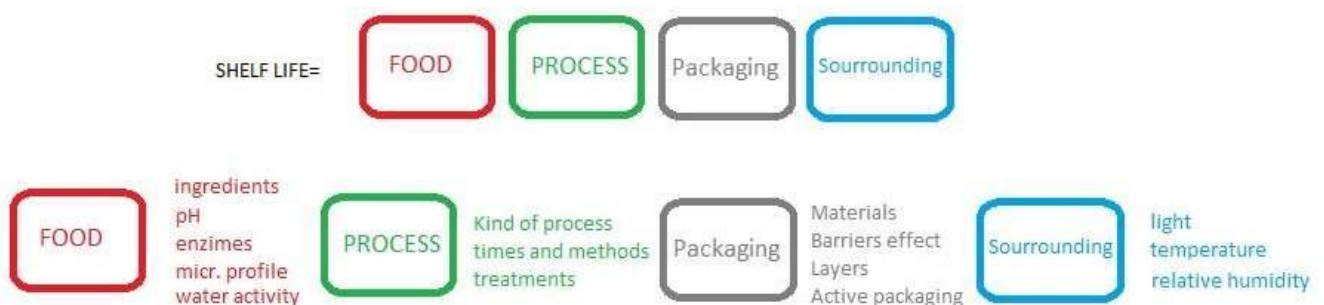 SHELF LIFE= FOOD PROCESS Packaging Sourrounding
FOOD
ingredients
pH
enzimes
micr. profile
water activity
PROCESS
Kind of process
times and methods
treatments
Packaging
Materials
Barriers effect
Layers
Active packaging
Sourrounding
light
temperature
relative humidity